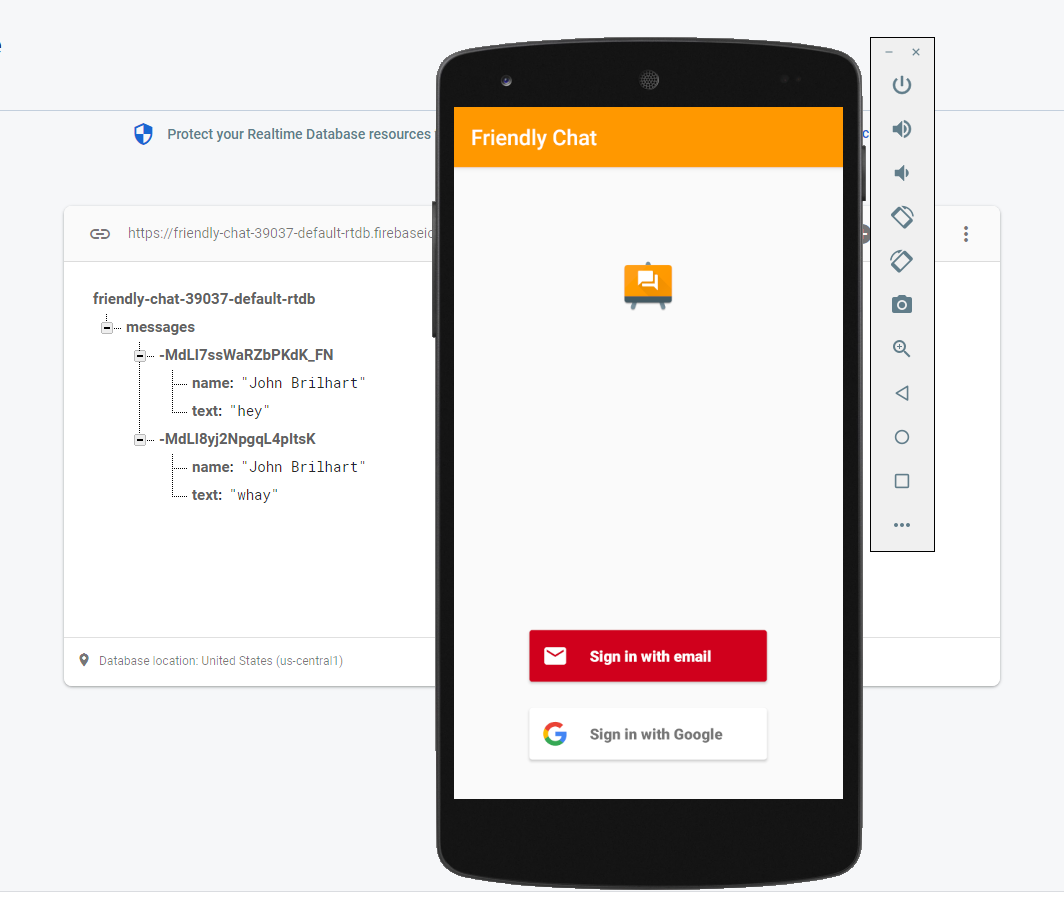 Protect your Realtime Database resources
https://friendly-chat-39037-default-rtdb.firebaseio
friendly-chat-39037-default-rtdb
messages
-MdLI7ssWaRZbPKdK_FN
name: "John Brilhart"
text: "hey"
-MdLI8yj2NpgqL4pItsK
name: "John Brilhart"
text: "whay"
Database location: United States (us-central1)
Friendly Chat
Sign in with email
Sign in with Google